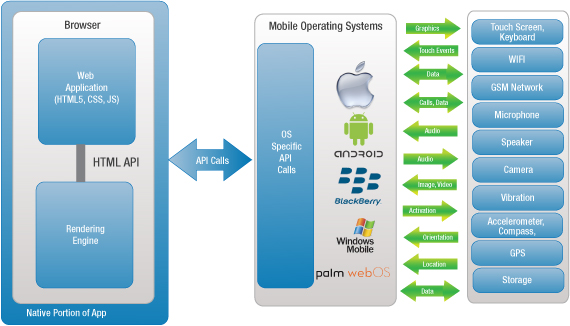 Browser
Web
Application
(HTML5, CSS, JS)
HTML API
Rendering
Engine
Native Portion of App
API Calls
Mobile Operating Systems
OS
Specific
API
Calls
ANDROID
BlackBerry
Windows
Mobile
palm webOS
Graphics
Touch Events
Data
Calls, Data
Audio
Audio
Image, Video
Activation
Orientation
Location
Data
Touch Screen,
Keyboard
WIFI
GSM Network
Microphone
Speaker
Camera
Vibration
Accelerometer,
Compass,
GPS
Storage